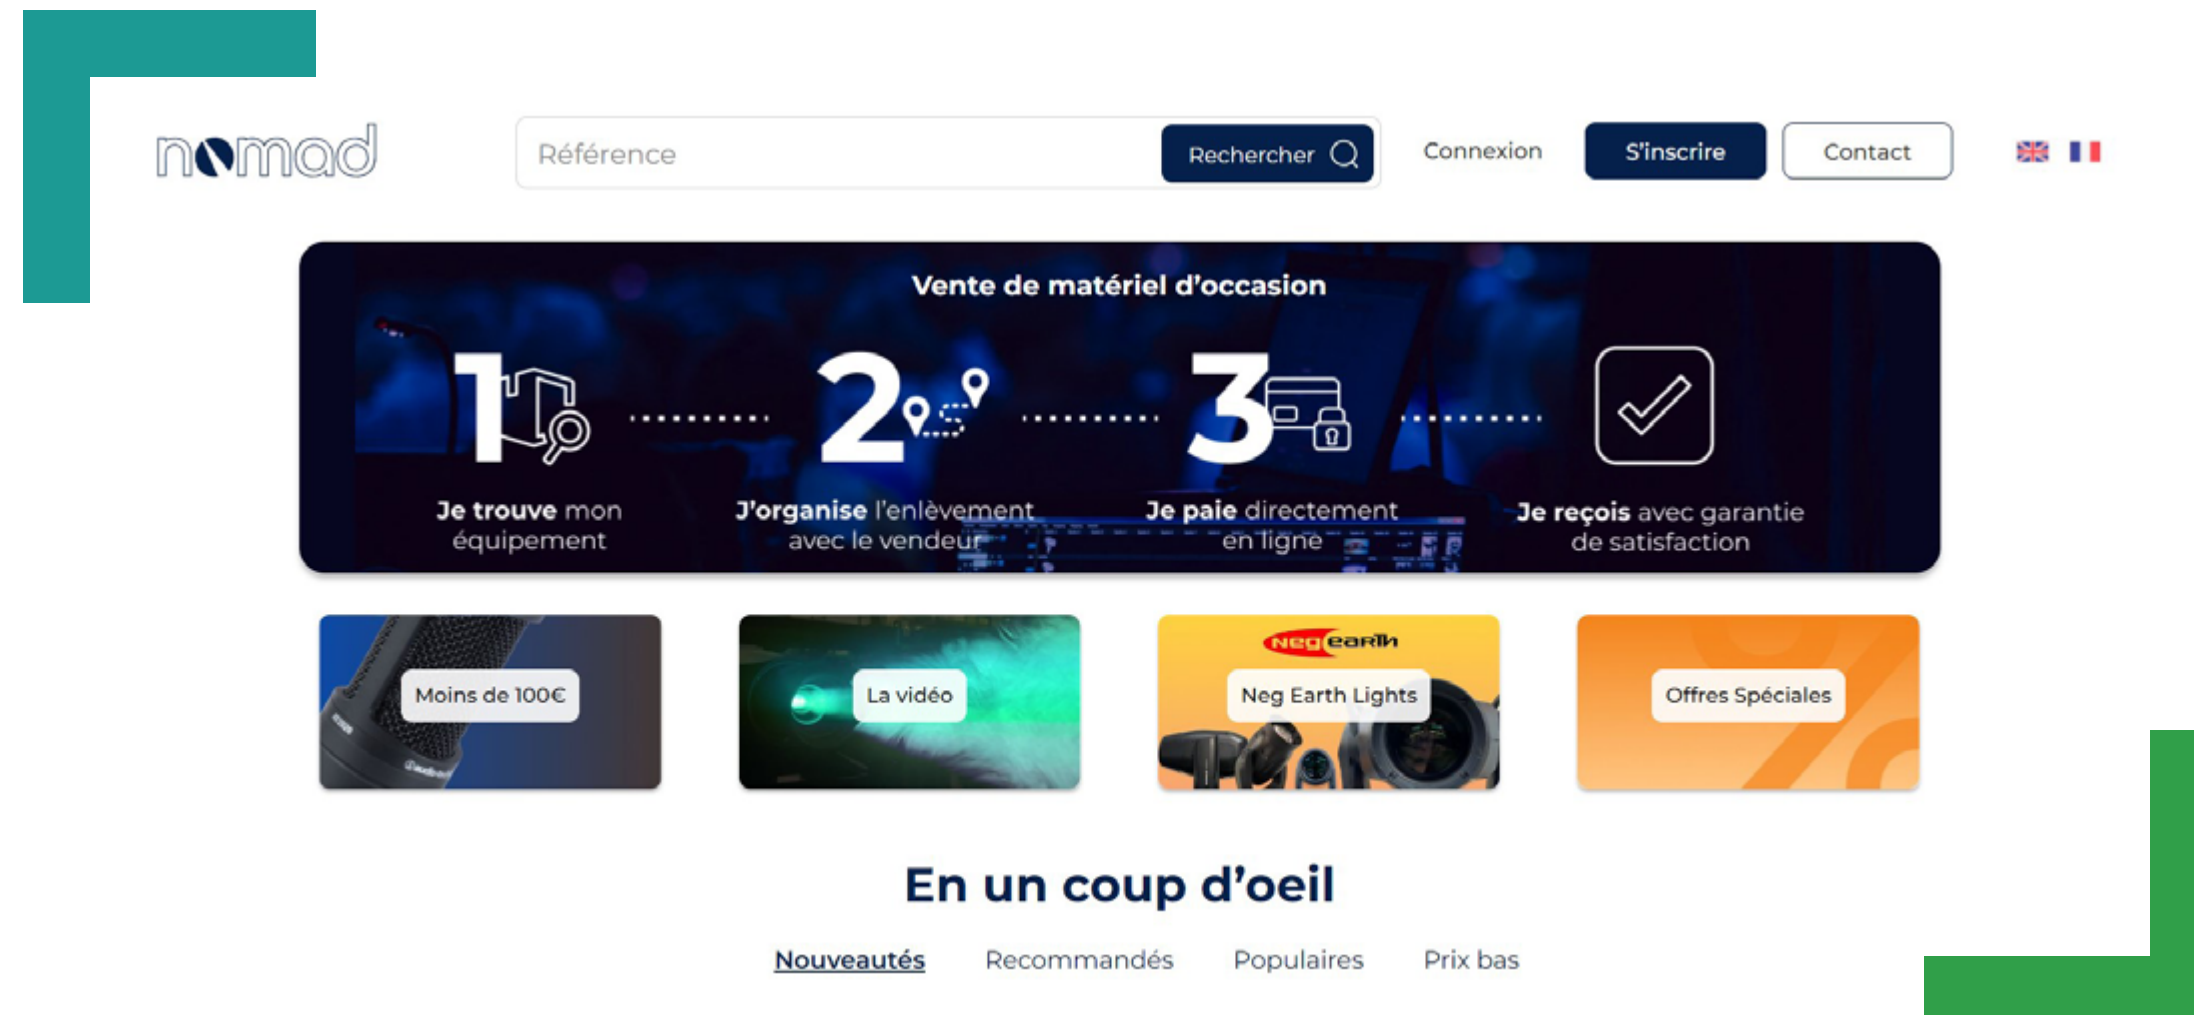 nomad
Référence
Rechercher
Connexion
S'inscrire
Contact
Vente de matériel d'occasion
1
2
3
Je trouve mon
équipement
J'organise l'enlèvement
avec le vendeur
Je paie directement
en ligne
Je reçois avec garantie
de satisfaction
Moins de 100€
La vidéo
Neg earth
Neg Earth Lights
Offres Spéciales
En un coup d'oeil
Nouveautés
Recommandés
Populaires
Prix bas